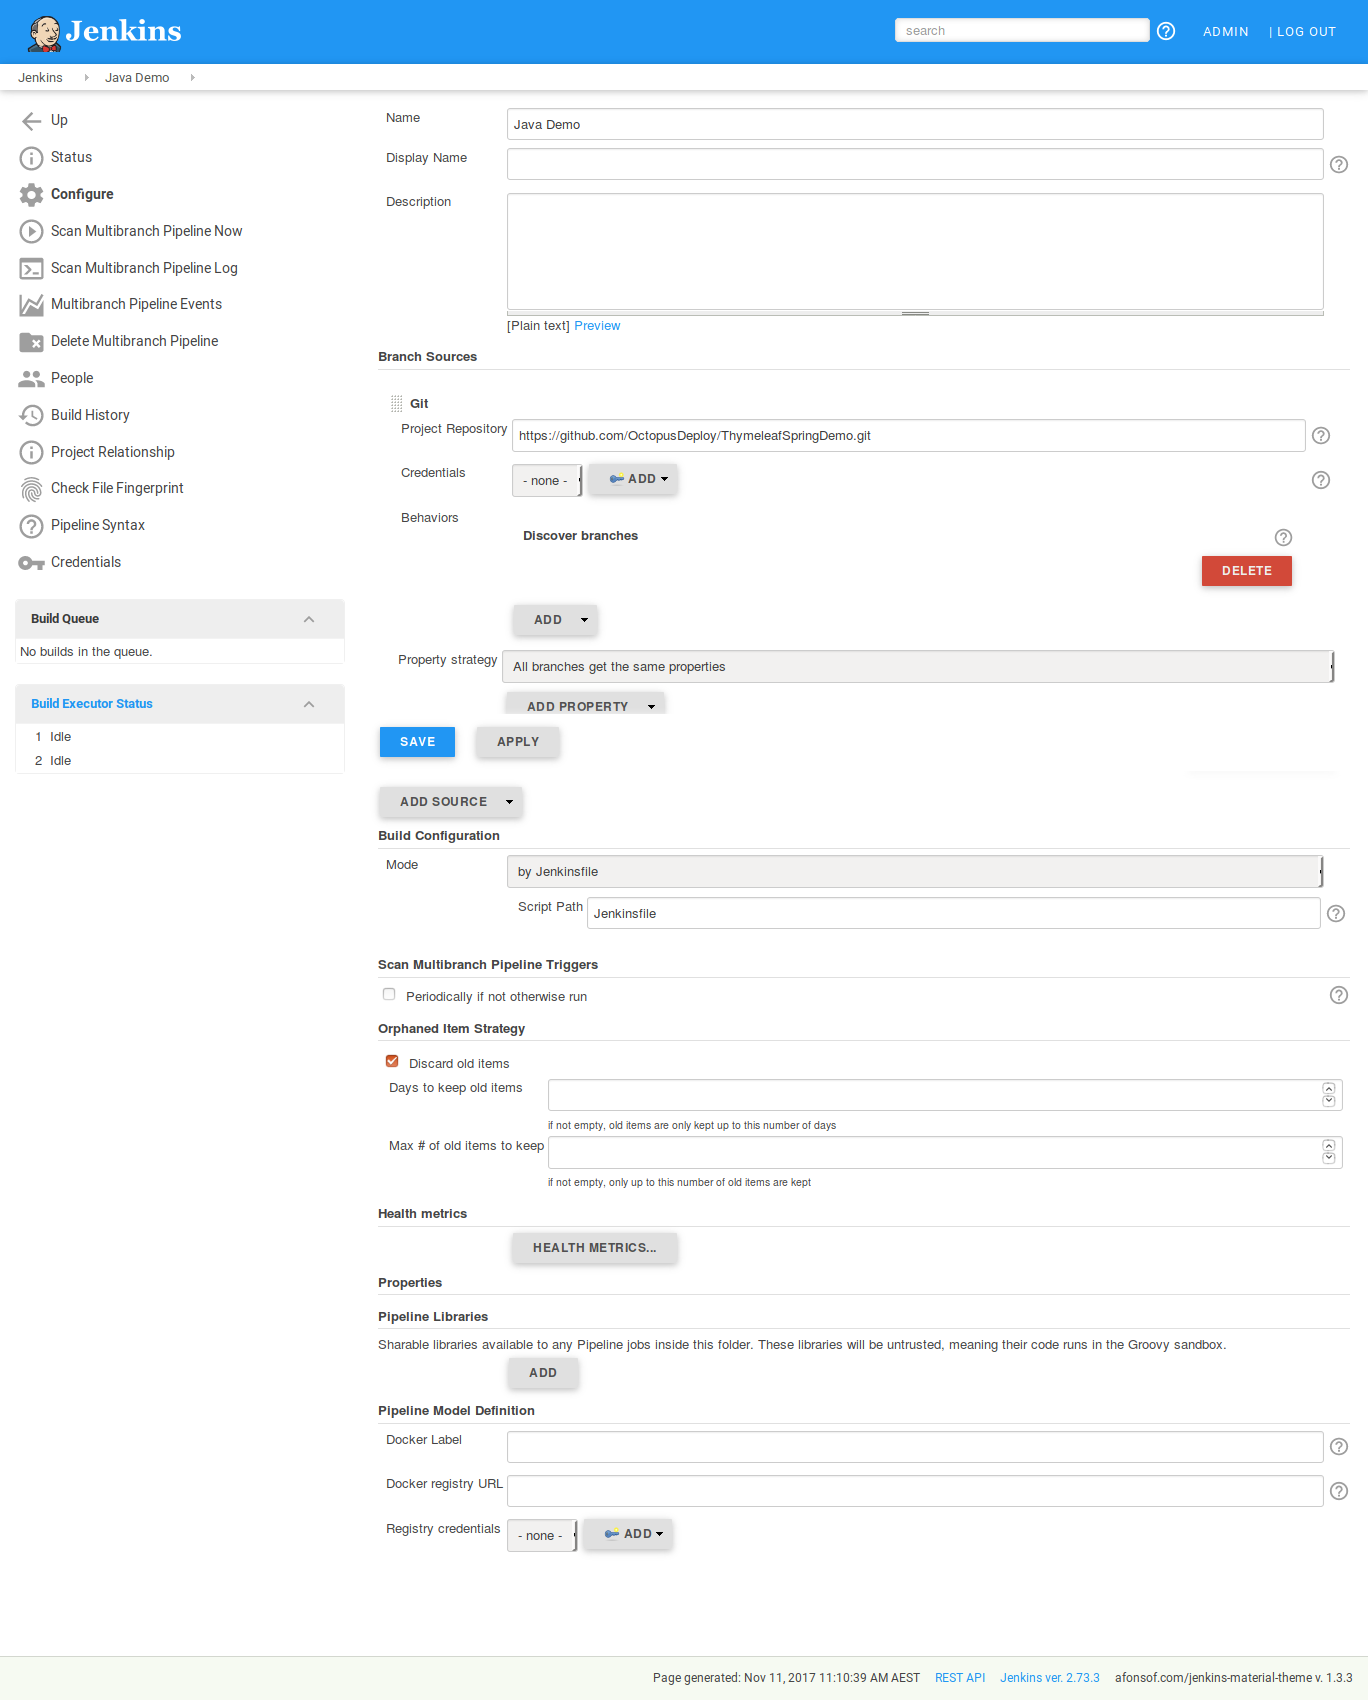 Jenkins
search
ADMIN
| LOG OUT
Jenkins
Java Demo
Up
Status
Configure
Scan Multibranch Pipeline Now
Scan Multibranch Pipeline Log
Multibranch Pipeline Events
Delete Multibranch Pipeline
People
Build History
Project Relationship
Check File Fingerprint
Pipeline Syntax
Credentials
Build Queue
No builds in the queue.
Build Executor Status
1 Idle
2 Idle
Name
Java Demo
Display Name
Description
[Plain text] Preview
Branch Sources
Git
Project Repository
https://github.com/OctopusDeploy/ThymeleafSpringDemo.git
Credentials
- none -
ADD
Behaviors
Discover branches
DELETE
ADD
Property strategy
All branches get the same properties
ADD PROPERTY
SAVE
APPLY
ADD SOURCE
Build Configuration
Mode
by Jenkinsfile
Script Path
Jenkinsfile
Scan Multibranch Pipeline Triggers
Periodically if not otherwise run
Orphaned Item Strategy
Discard old items
Days to keep old items
if not empty, old items are only kept up to this number of days
Max # of old items to keep
if not empty, only up to this number of old items are kept
Health metrics
HEALTH METRICS...
Properties
Pipeline Libraries
Sharable libraries available to any Pipeline jobs inside this folder. These libraries will be untrusted, meaning their code runs in the Groovy sandbox.
ADD
Pipeline Model Definition
Docker Label
Docker registry URL
Registry credentials
- none -
ADD
Page generated: Nov 11, 2017 11:10:39 AM AEST
REST API
Jenkins ver. 2.73.3
afonsof.com/jenkins-material-theme v. 1.3.3